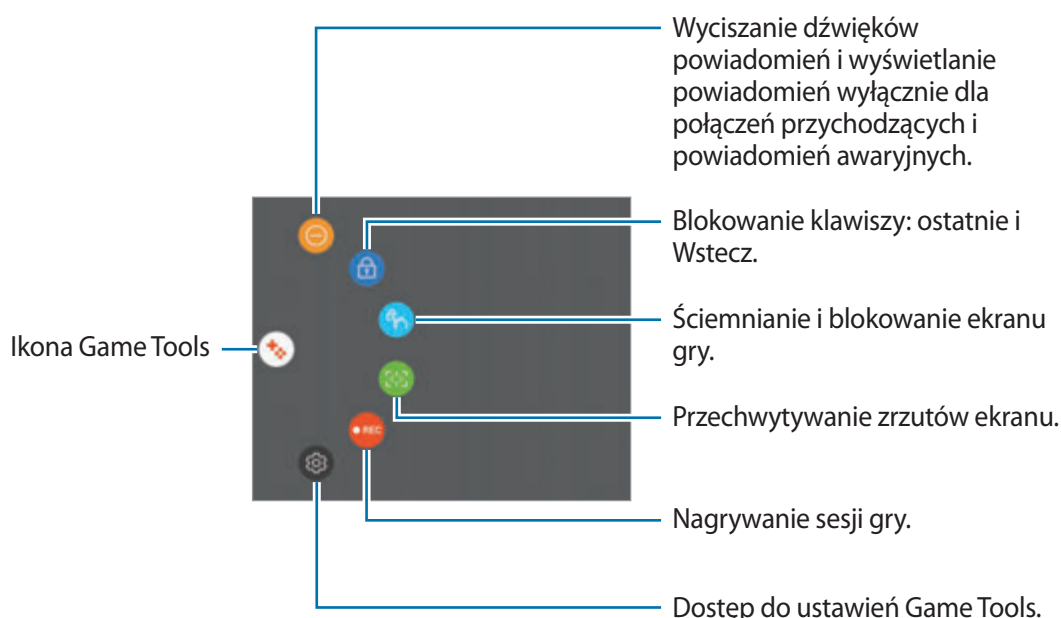 Wyciszanie dźwięków
powiadomień i wyświetlanie
powiadomień wyłącznie dla
połączeń przychodzących i
powiadomień awaryjnych.
Blokowanie klawiszy: ostatnie i
Wstecz.
Ikona Game Tools
Ściemnianie i blokowanie ekranu
gry.
Przechwytywanie zrzutów ekranu.
REC
Nagrywanie sesji gry.
Dostęp do ustawień Game Tools.